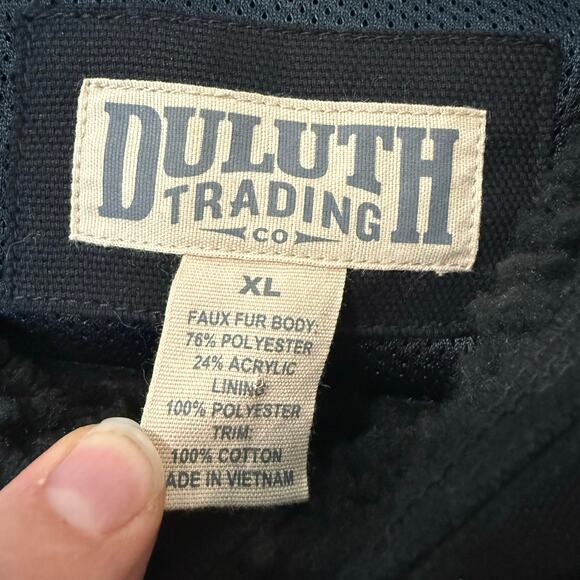 DULUTH
TRADING
CO
XL
FAUX FUR BODY:
76% POLYESTER
24% ACRYLIC
LINING:
100% POLYESTER
TRIM:
100% COTTON
MADE IN VIETNAM